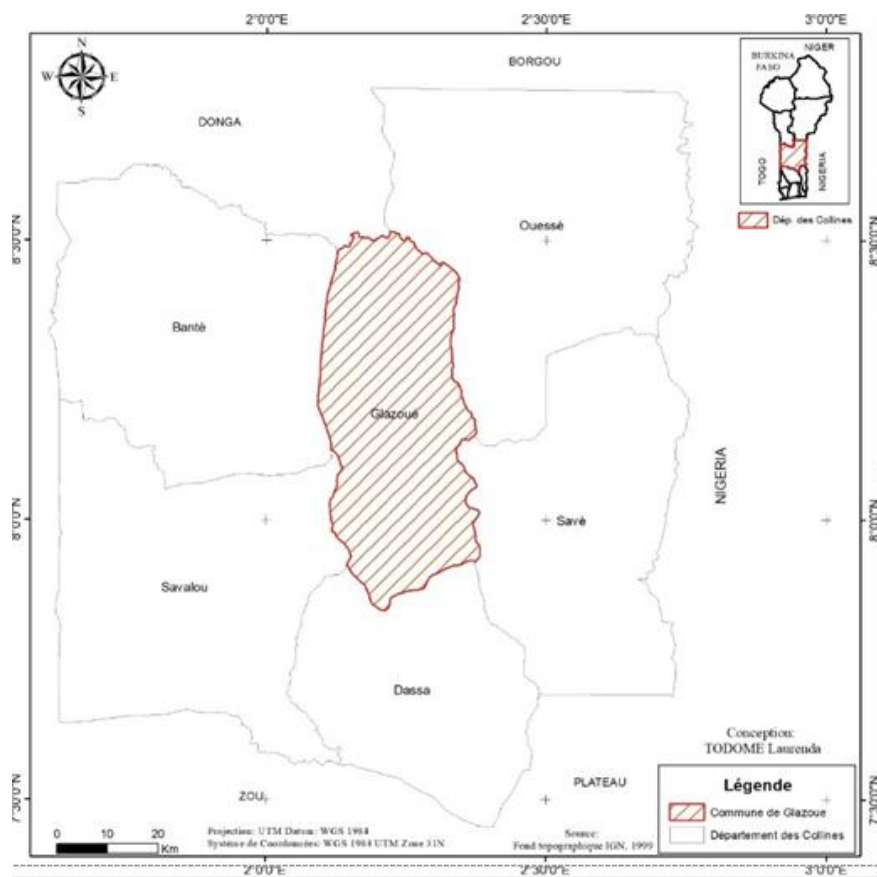 2°0'0"E 2°30'0"E 3°0'0"E
N
W E
S
BORGOU
DONGA
BURKINA
FASO
NIGER
TOGO
NIGERIA
Dép. des Collines
8°30'0"N
8°30'0"N
Ouessé
Bantè
Glazoué
NIGERIA
8°0'0"N
8°0'0"N
Savé
Savalou
Dassa
Conception:
TODOME Laurenda
PLATEAU
ZOU
7°30'0"N
7°30'0"N
Légende
Commune de Glazoue
Département des Collines
0 10 20
Km
Projection: UTM Datum: WGS 1984
Système de Coordonées: WGS 1984 UTM Zone 31N
Source:
Fond topographique IGN, 1999
2°0'0"E 2°30'0"E 3°0'0"E